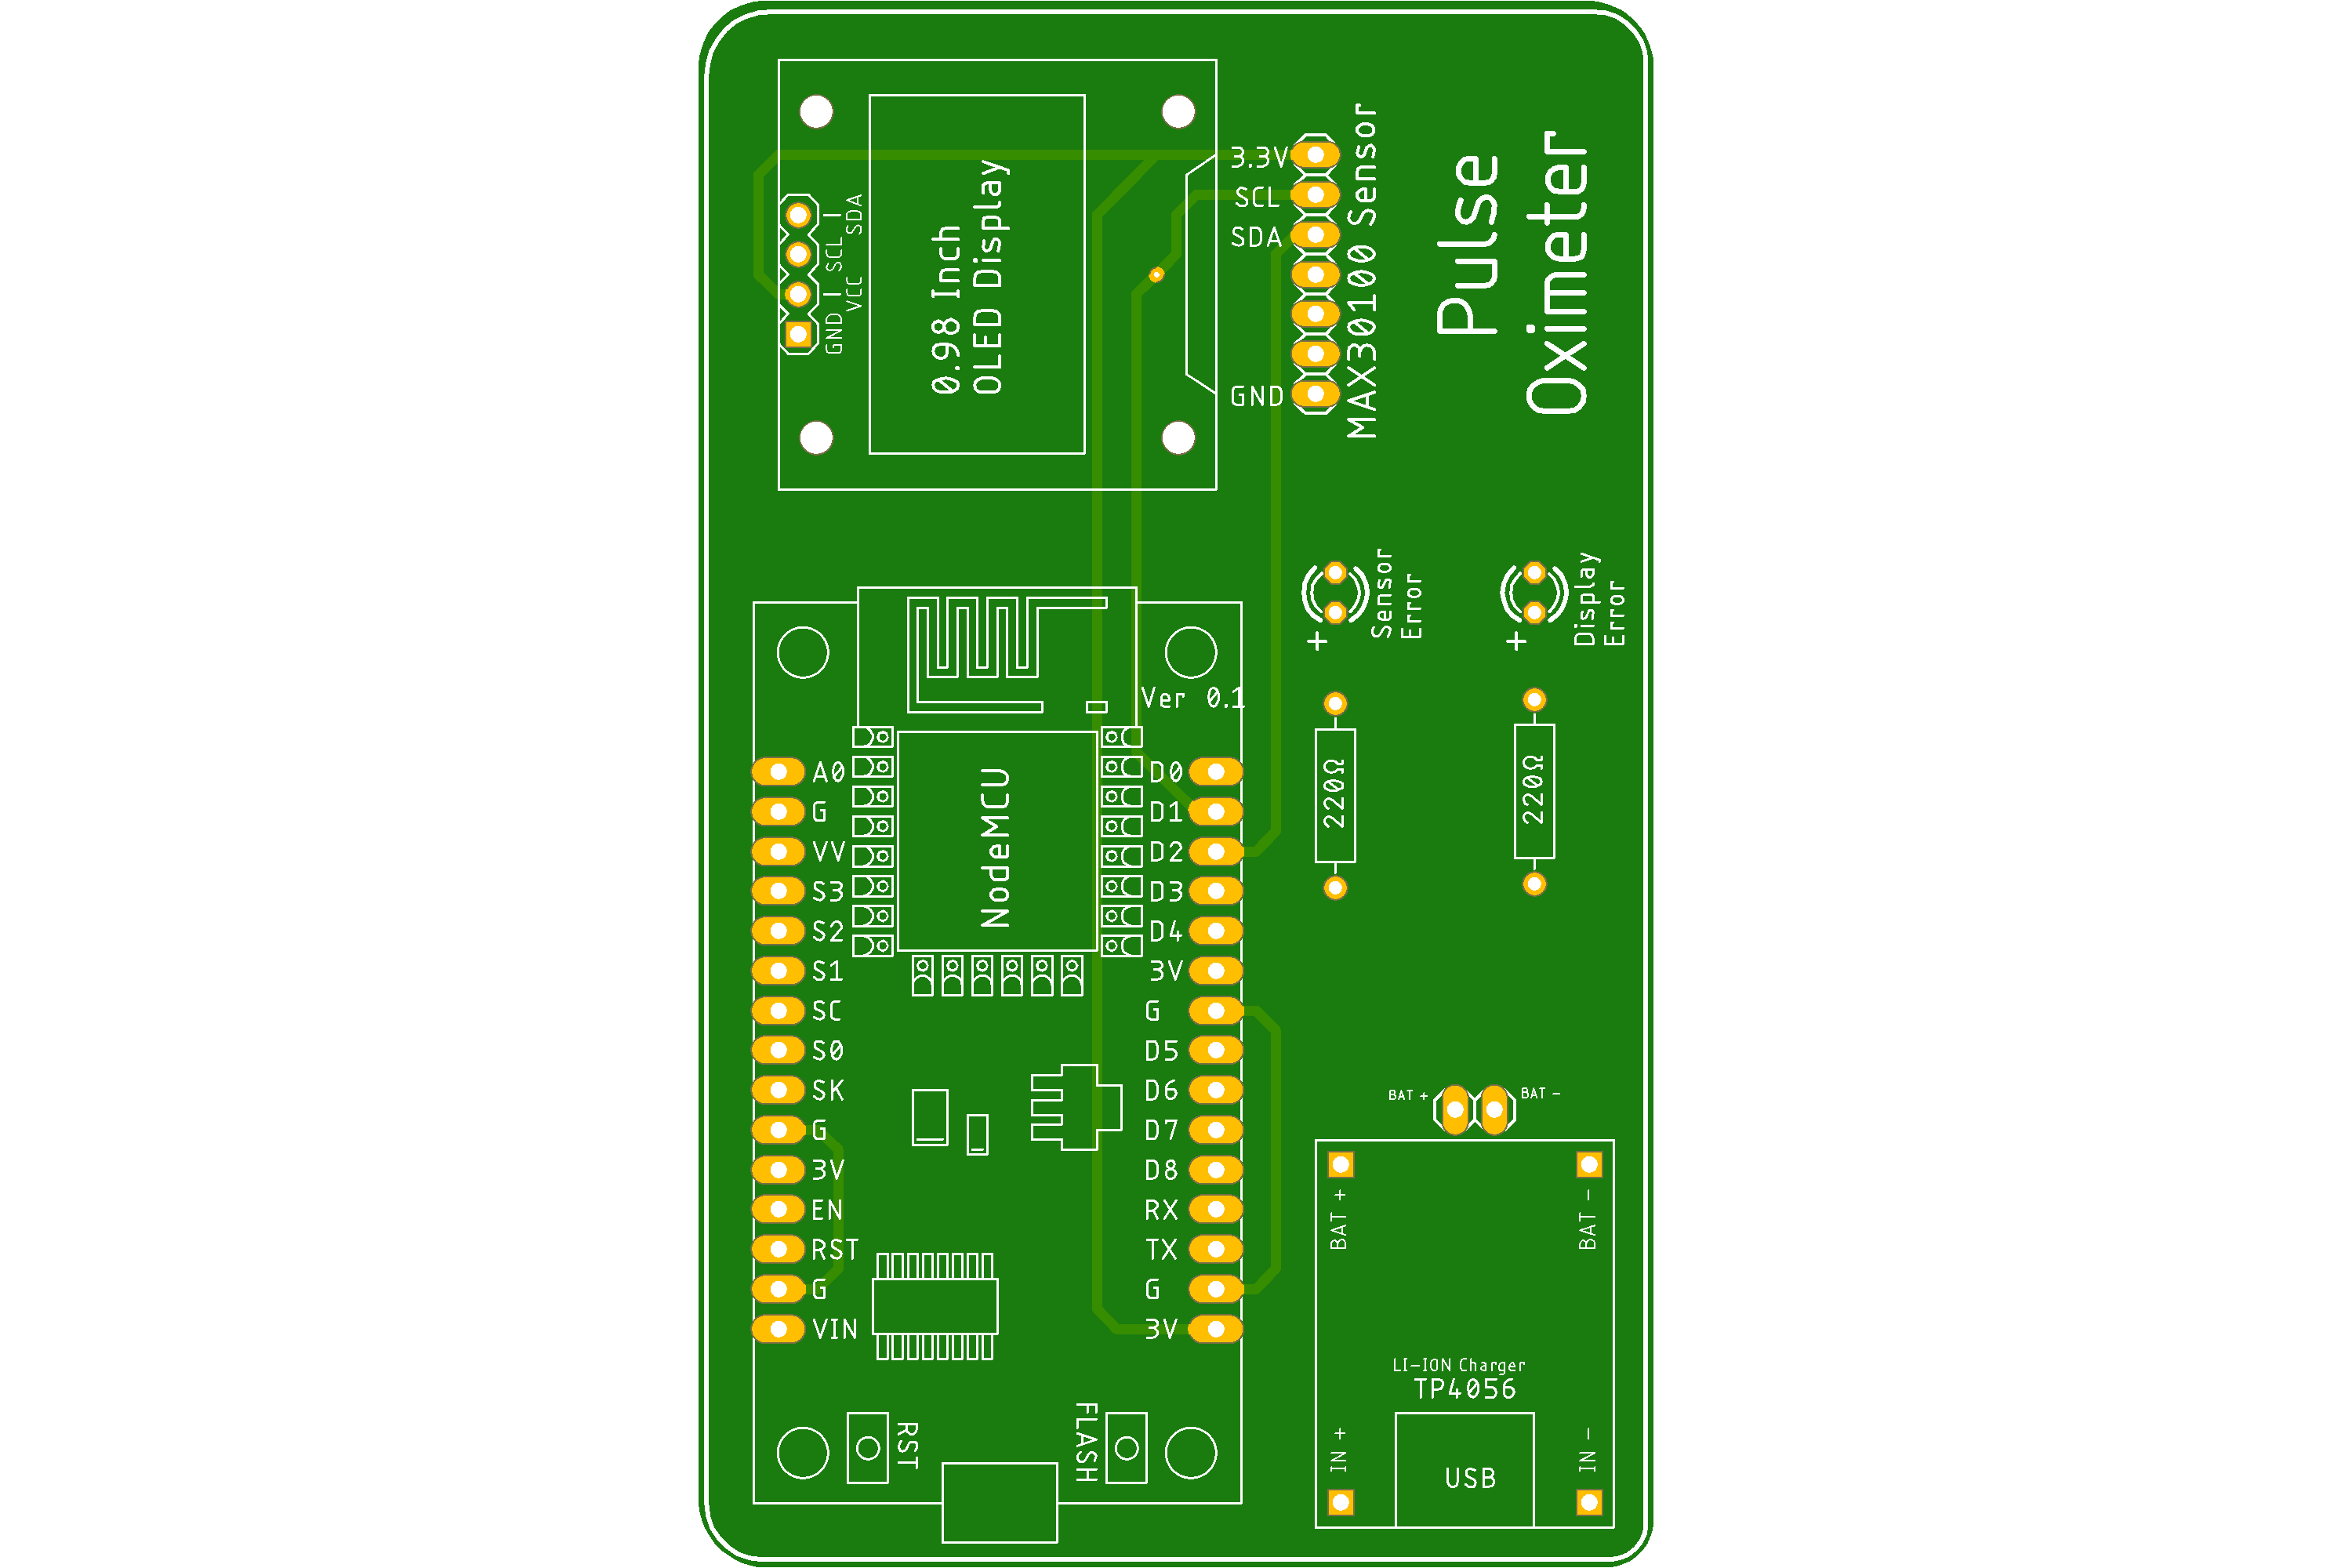 Pulse
Oximeter
MAX30100 Sensor
3.3V
SCL
SDA
GND
0.98 Inch
OLED Display
SDA
SCL
VCC
GND
Sensor
Error
+
Display
Error
+
Ver 0.1
220Ω
220Ω
NodeMCU
A0
G
VV
S3
S2
S1
SC
S0
SK
G
3V
EN
RST
G
VIN
D0
D1
D2
D3
D4
3V
G
D5
D6
D7
D8
RX
TX
G
3V
RST
FLASH
BAT +
BAT -
BAT +
BAT -
LI-ION Charger
TP4056
IN +
IN -
USB